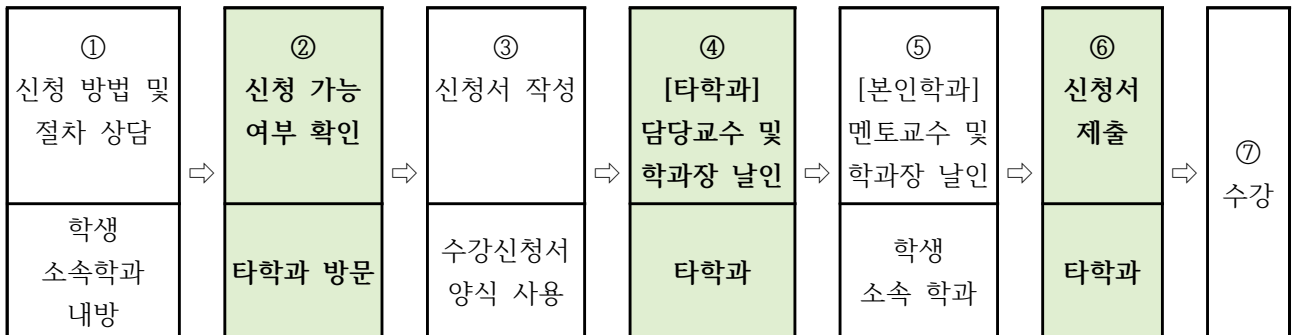 ①
신청 방법 및
절차 상담
학생
소속학과
내방
⇨
②
신청 가능
여부 확인
타학과 방문
⇨
③
신청서 작성
수강신청서
양식 사용
⇨
④
[타학과]
담당교수 및
학과장 날인
타학과
⇨
⑤
[본인학과]
멘토교수 및
학과장 날인
학생
소속 학과
⇨
⑥
신청서
제출
타학과
⇨
⑦
수강